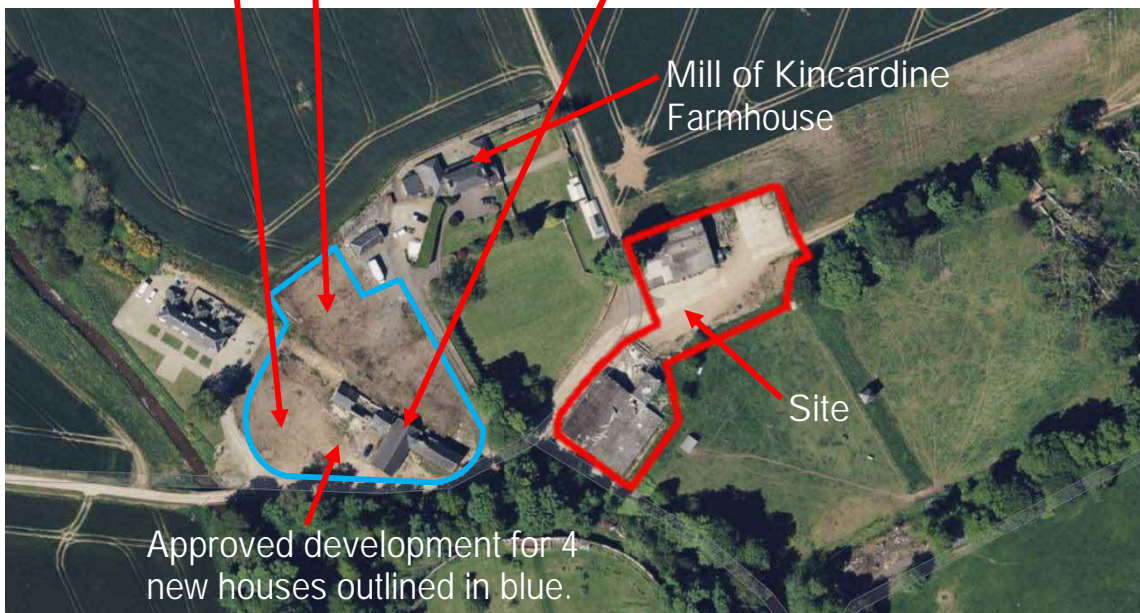 Mill of Kincardine
Farmhouse
Site
Approved development for 4
new houses outlined in blue.